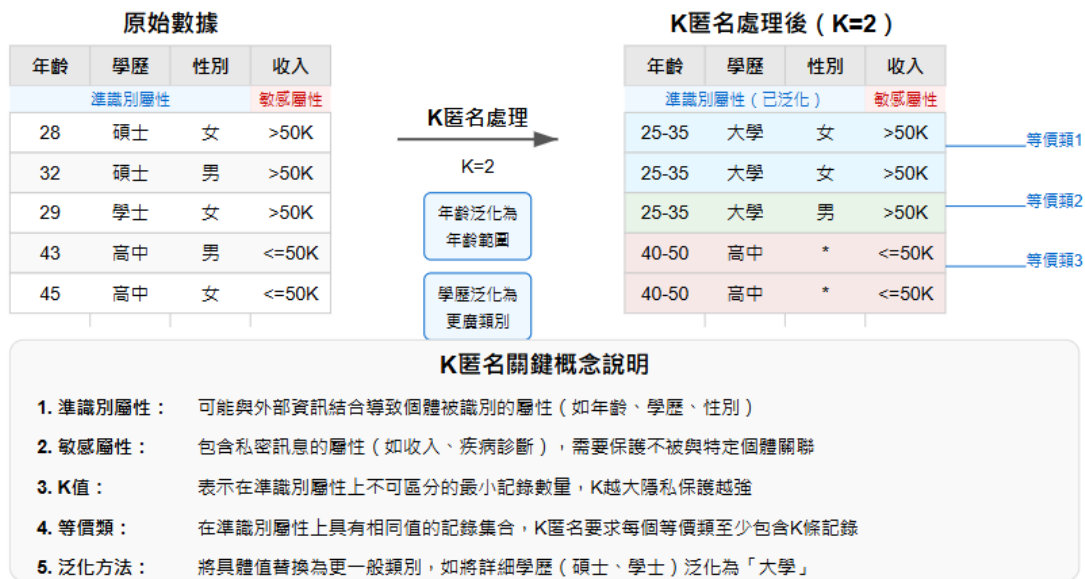 原始數據
年齡 學歷 性別 收入
準識別屬性 敏感屬性
28 碩士 女 >50K
32 碩士 男 >50K
29 學士 女 >50K
43 高中 男 <=50K
45 高中 女 <=50K
K匿名處理
K=2
年齡泛化為
年齡範圍
學歷泛化為
更廣類別
K匿名處理後（K=2）
年齡 學歷 性別 收入
準識別屬性（已泛化） 敏感屬性
25-35 大學 女 >50K
25-35 大學 女 >50K
25-35 大學 男 >50K
40-50 高中 * <=50K
40-50 高中 * <=50K
等價類1
等價類2
等價類3
K匿名關鍵概念說明
1. 準識別屬性： 可能與外部資訊結合導致個體被識別的屬性（如年齡、學歷、性別）
2. 敏感屬性： 包含私密訊息的屬性（如收入、疾病診斷），需要保護不被與特定個體關聯
3. K值： 表示在準識別屬性上不可區分的最小記錄數量，K越大隱私保護越強
4. 等價類： 在準識別屬性上具有相同值的記錄集合，K匿名要求每個等價類至少包含K條記錄
5. 泛化方法： 將具體值替換為更一般類別，如將詳細學歷（碩士、學士）泛化為「大學」